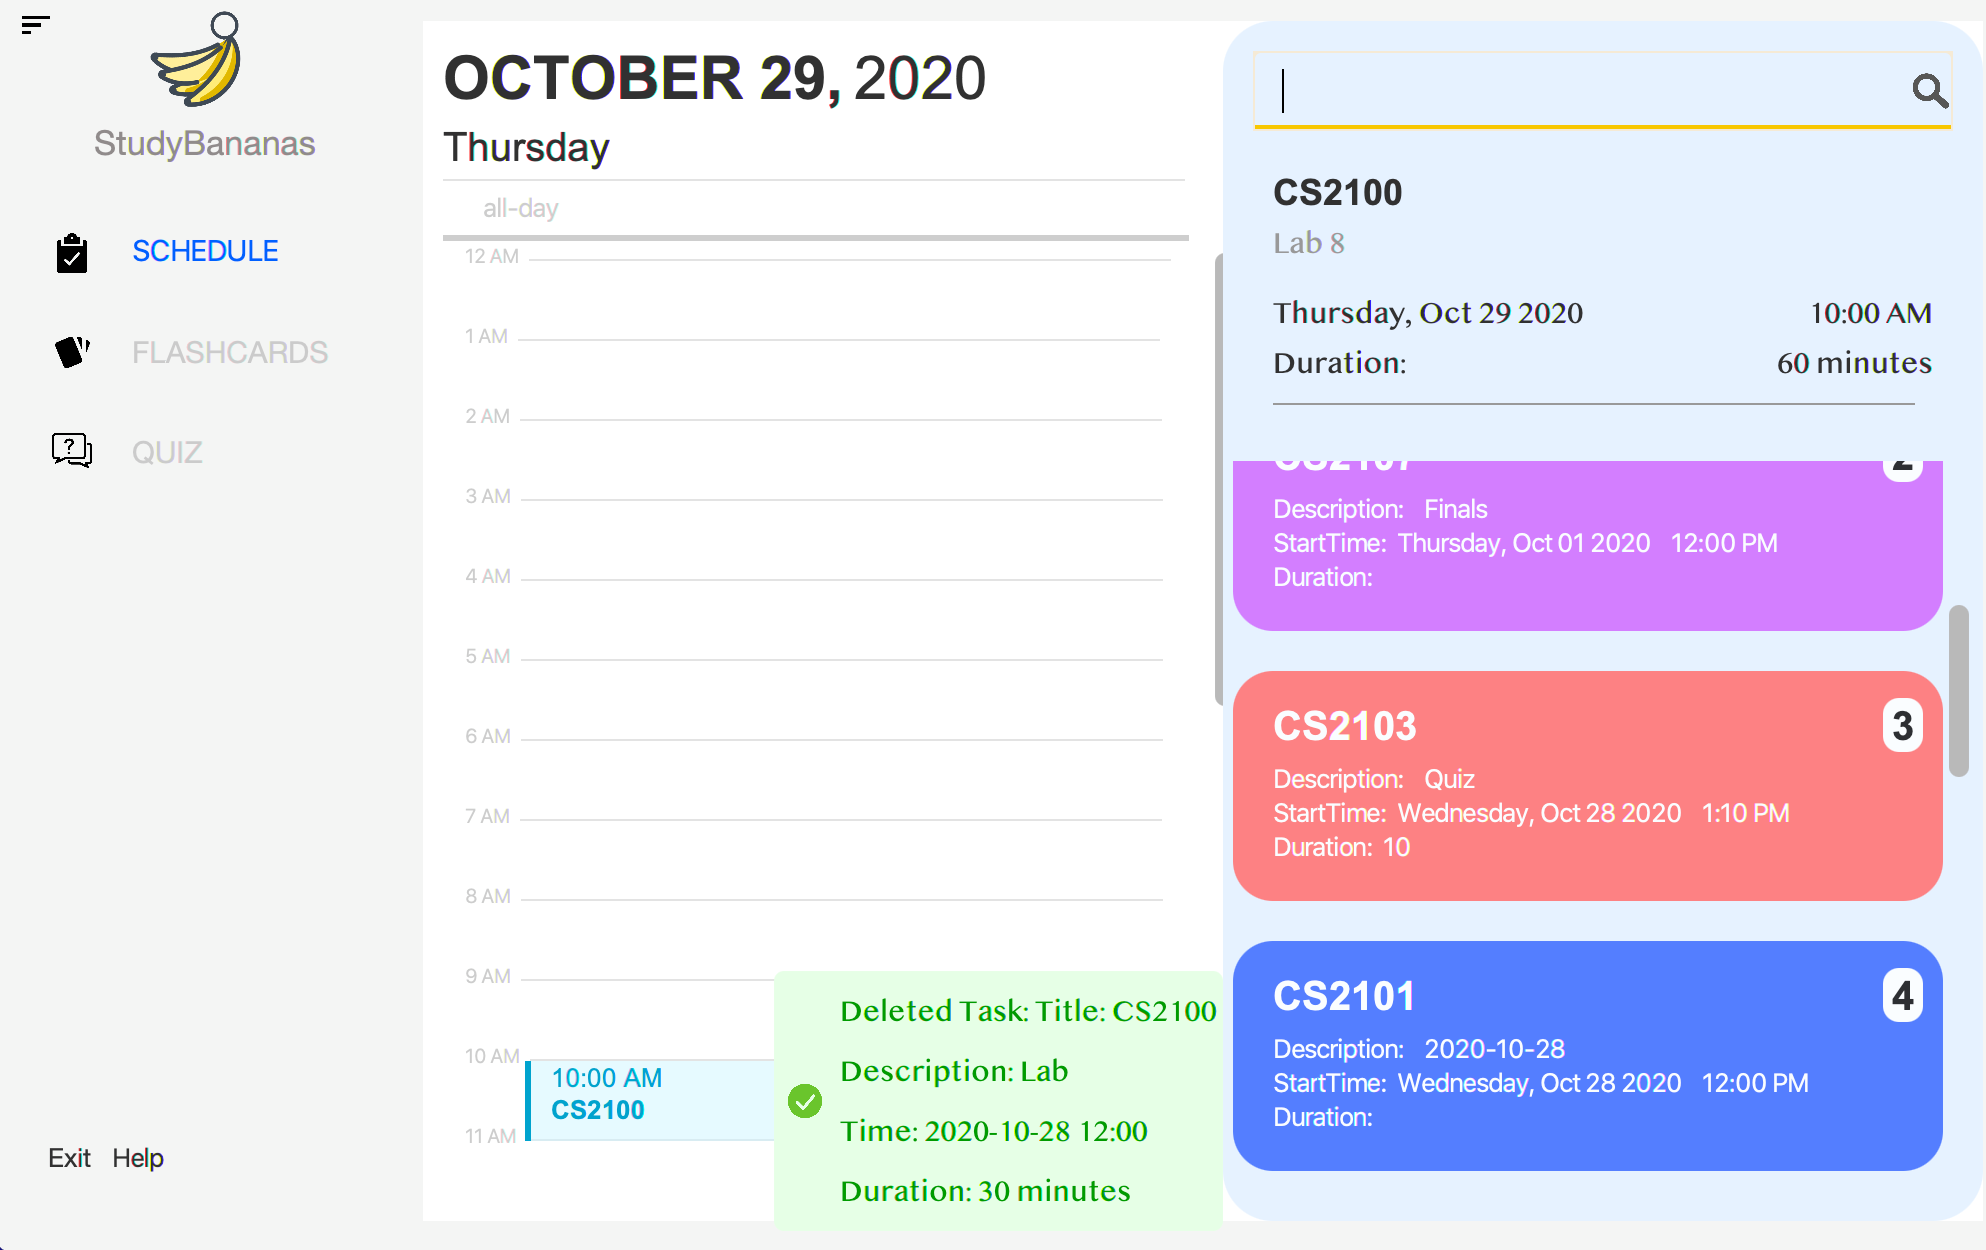 StudyBananas
SCHEDULE
FLASHCARDS
QUIZ
Exit Help
OCTOBER 29, 2020
Thursday
all-day
12 AM
1 AM
2 AM
3 AM
4 AM
5 AM
6 AM
7 AM
8 AM
9 AM
10 AM
10:00 AM
CS2100
11 AM
Deleted Task: Title: CS2100
Description: Lab
Time: 2020-10-28 12:00
Duration: 30 minutes
CS2100
Lab 8
Thursday, Oct 29 2020 10:00 AM
Duration: 60 minutes
CS2107 2
Description: Finals
StartTime: Thursday, Oct 01 2020 12:00 PM
Duration:
CS2103 3
Description: Quiz
StartTime: Wednesday, Oct 28 2020 1:10 PM
Duration: 10
CS2101 4
Description: 2020-10-28
StartTime: Wednesday, Oct 28 2020 12:00 PM
Duration: